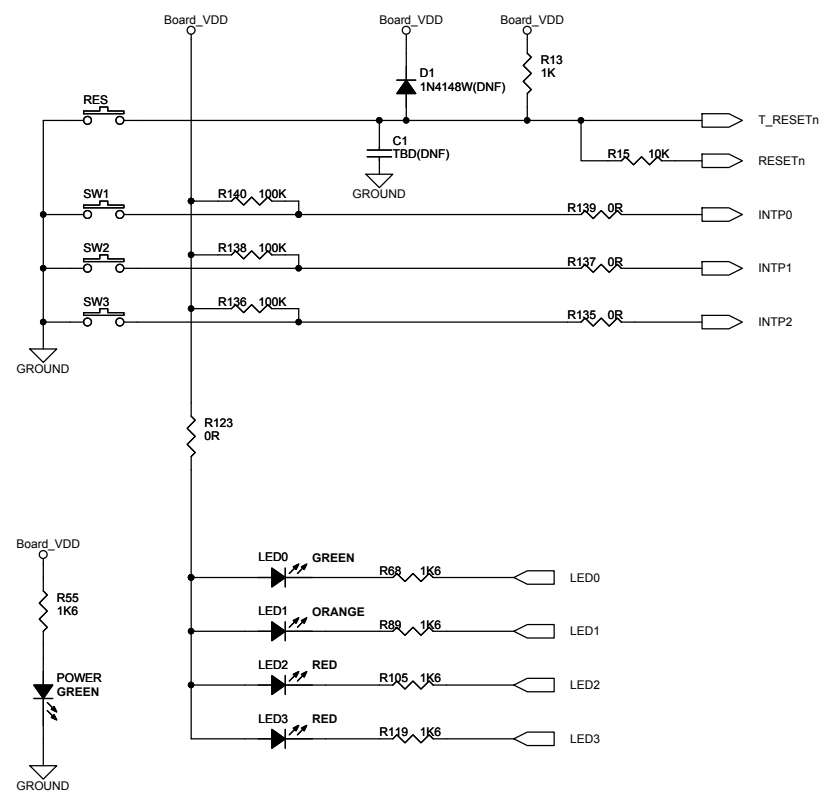 Board_VDD Board_VDD Board_VDD
R13
1K
D1
1N4148W(DNF)
RES
T_RESETn
C1
TBD(DNF)
R15 10K
RESETn
GROUND
R140 100K
SW1
R139 0R
INTP0
R138 100K
SW2
R137 0R
INTP1
R136 100K
SW3
R135 0R
INTP2
GROUND
R123
0R
Board_VDD
LED0 GREEN
R68 1K6
LED0
R55
1K6
LED1 ORANGE
R89 1K6
LED1
LED2 RED
POWER
GREEN
R105 1K6
LED2
LED3 RED
R119 1K6
LED3
GROUND